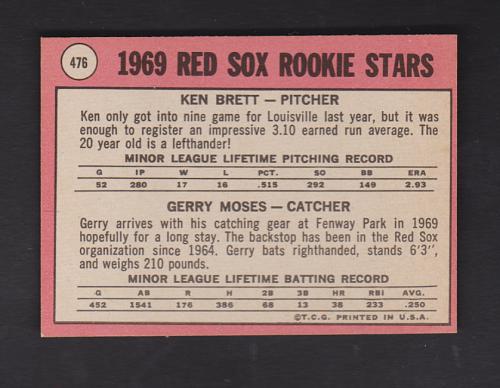 476
1969 RED SOX ROOKIE STARS
KEN BRETT — PITCHER
Ken only got into nine game for Louisville last year, but it was
enough to register an impressive 3.10 earned run average. The
20 year old is a lefthander!
MINOR LEAGUE LIFETIME PITCHING RECORD
G IP W L PCT. SO BB ERA
52 280 17 16 .515 292 149 2.93
GERRY MOSES — CATCHER
Gerry arrives with his catching gear at Fenway Park in 1969
hopefully for a long stay. The backstop has been in the Red Sox
organization since 1964. Gerry bats righthanded, stands 6'3",
and weighs 210 pounds.
MINOR LEAGUE LIFETIME BATTING RECORD
G AB R H 2B 3B HR RBI AVG.
452 1541 176 386 68 13 38 233 .250
©T.C.G. PRINTED IN U.S.A.